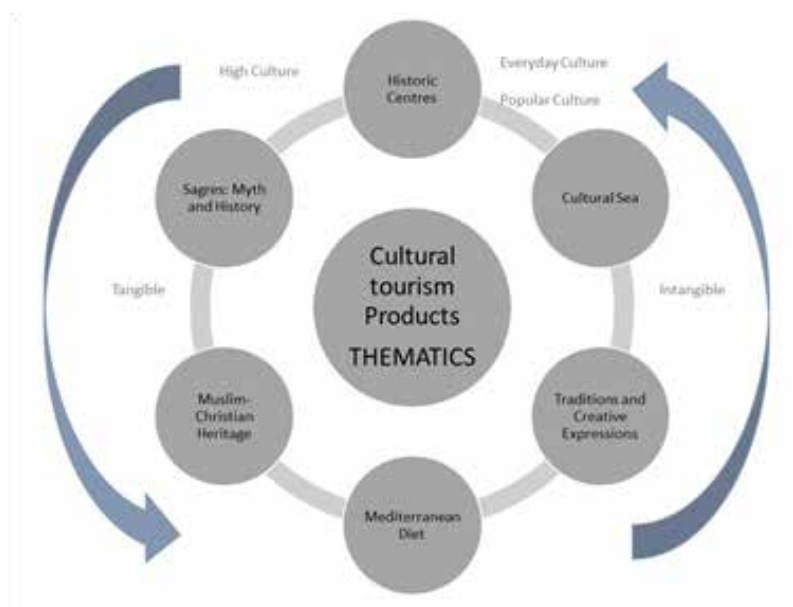 High Culture
Historic
Centres
Everyday Culture
Popular Culture
Sagres: Myth
and History
Cultural Sea
Cultural
tourism
Products
THEMATICS
Tangible
Intangible
Muslim-
Christian
Heritage
Traditions and
Creative
Expressions
Mediterranean
Diet